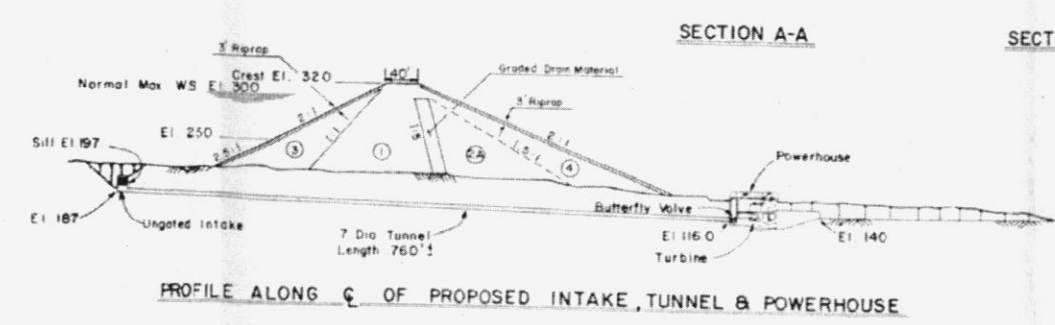 SECTION A-A
SECT
3' Riprap
Crest El. 320
40'
Graded Drain Material
Normal Max WS El 300
3' Riprap
2:1
2:1
El 250
1:1
1.5:1
Sill El 197
2.5:1
3
1
2A
4
Powerhouse
Butterfly Valve
El 187
Ungated Intake
7' Dia Tunnel
Length 760'±
El 116.0
El. 140
Turbine
PROFILE ALONG ℄ OF PROPOSED INTAKE, TUNNEL & POWERHOUSE